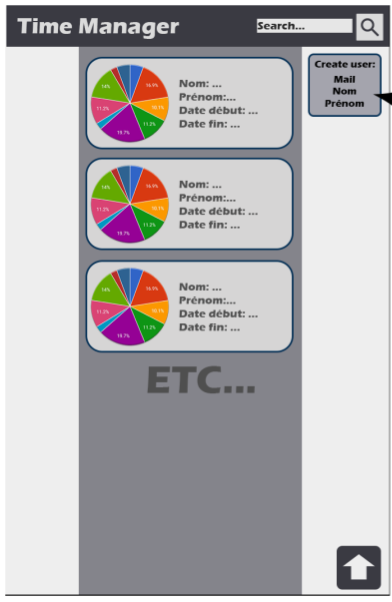 Time Manager
Search...
Create user:
Mail
Nom
Prènom
14%
16.9%
11.2%
10.1%
19.7%
11.2%
Nom: ...
Prénom:...
Date début: ...
Date fin: ...
14%
16.9%
11.2%
10.1%
19.7%
11.2%
Nom: ...
Prénom:...
Date début: ...
Date fin: ...
14%
16.9%
11.2%
10.1%
19.7%
11.2%
Nom: ...
Prénom:...
Date début: ...
Date fin: ...
ETC...